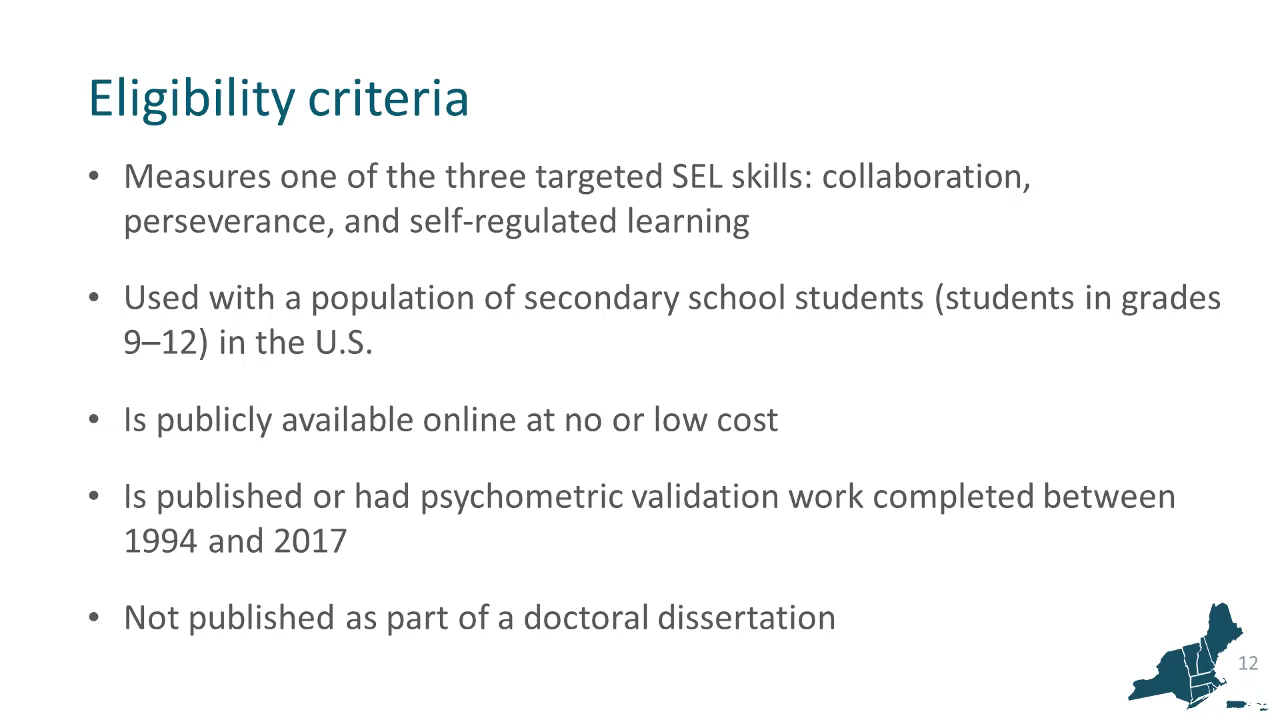 Eligibility criteria
• Measures one of the three targeted SEL skills: collaboration,
perseverance, and self-regulated learning
• Used with a population of secondary school students (students in grades
9–12) in the U.S.
• Is publicly available online at no or low cost
• Is published or had psychometric validation work completed between
1994 and 2017
• Not published as part of a doctoral dissertation
12